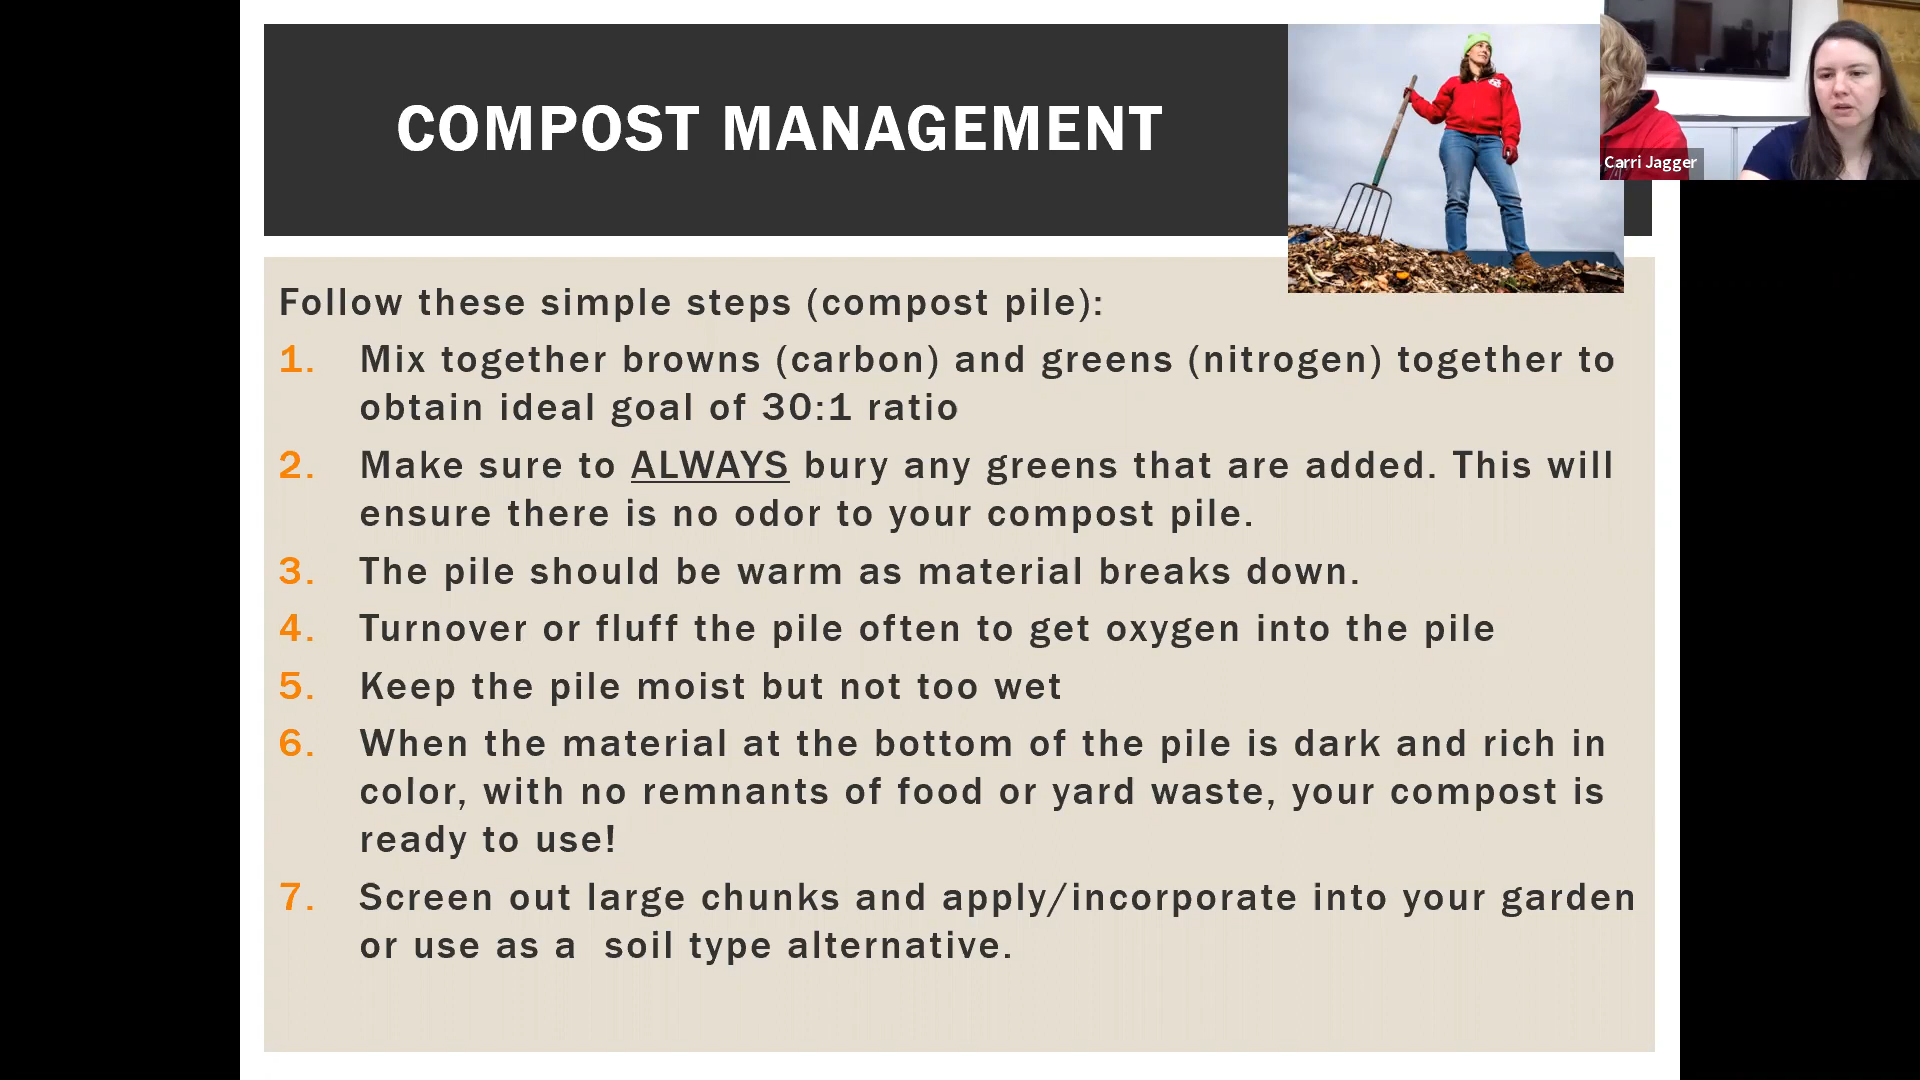 COMPOST MANAGEMENT
Carri Jagger
Follow these simple steps (compost pile):
1. Mix together browns (carbon) and greens (nitrogen) together to
obtain ideal goal of 30:1 ratio
2. Make sure to ALWAYS bury any greens that are added. This will
ensure there is no odor to your compost pile.
3. The pile should be warm as material breaks down.
4. Turnover or fluff the pile often to get oxygen into the pile
5. Keep the pile moist but not too wet
6. When the material at the bottom of the pile is dark and rich in
color, with no remnants of food or yard waste, your compost is
ready to use!
7. Screen out large chunks and apply/incorporate into your garden
or use as a  soil type alternative.